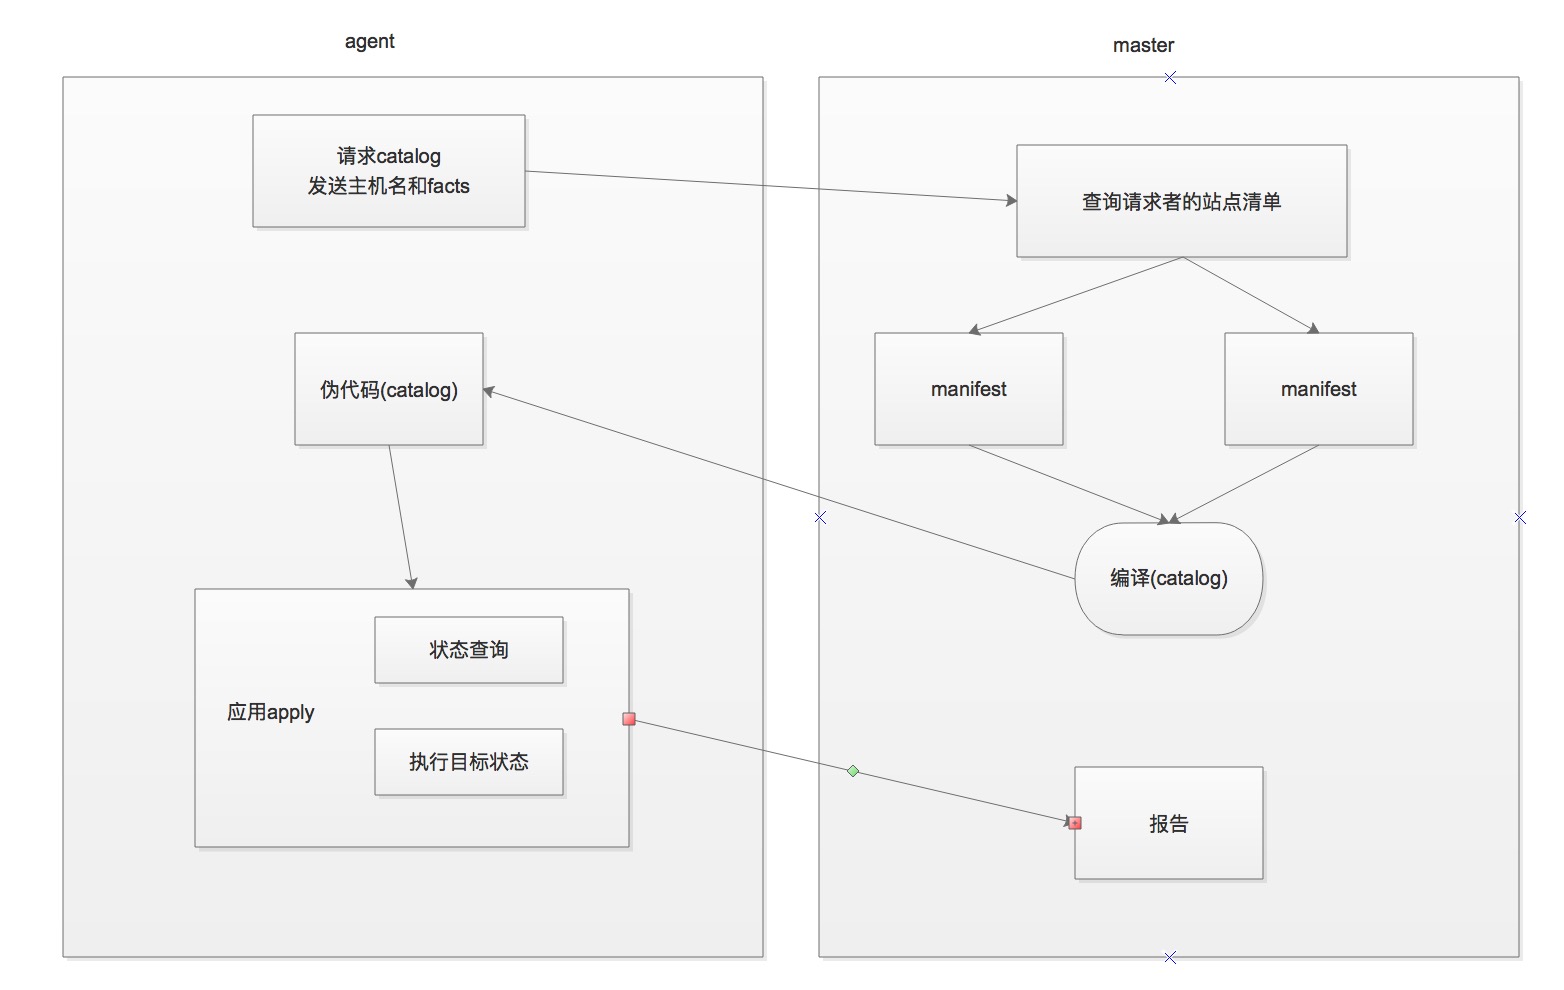 agent
master
请求catalog
发送主机名和facts
查询请求者的站点清单
伪代码(catalog)
manifest
manifest
编译(catalog)
状态查询
应用apply
执行目标状态
报告